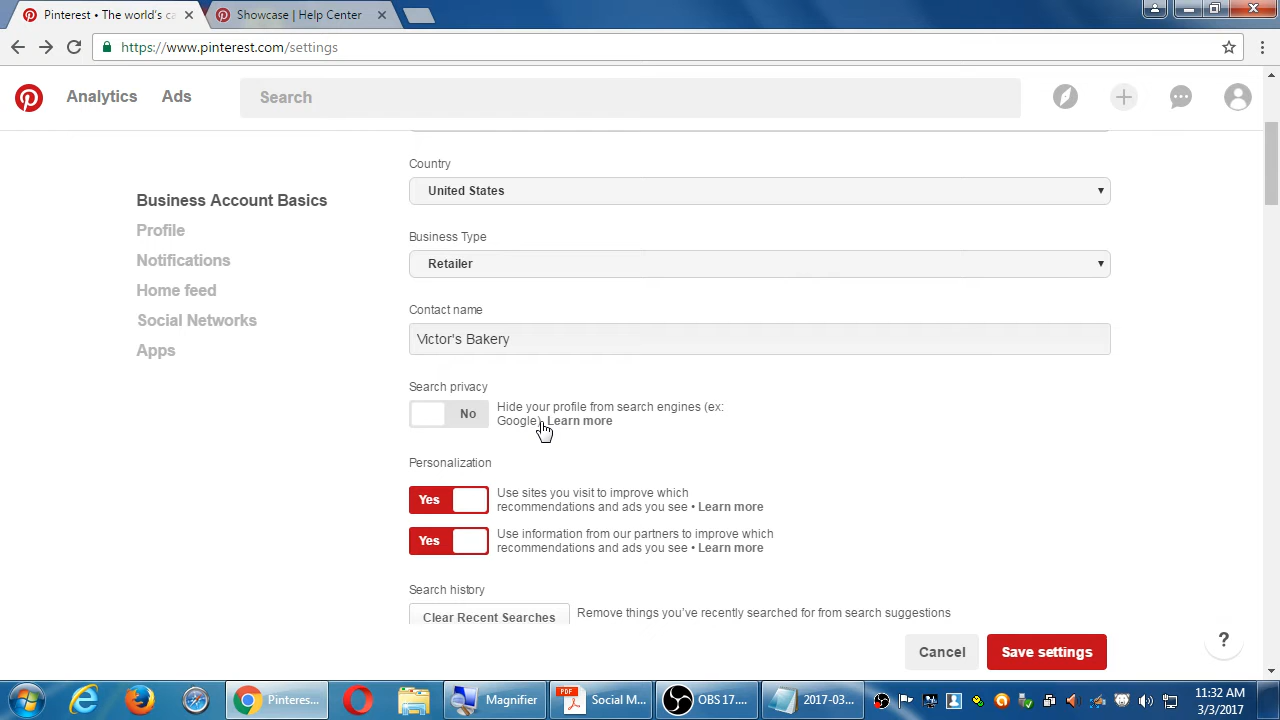 Pinterest • The world's ca
Showcase | Help Center
https://www.pinterest.com/settings
Analytics
Ads
Search
Country
United States
Business Account Basics
Profile
Notifications
Home feed
Social Networks
Apps
Business Type
Retailer
Contact name
Victor's Bakery
Search privacy
No
Hide your profile from search engines (ex:
Google). Learn more
Personalization
Yes
Use sites you visit to improve which
recommendations and ads you see • Learn more
Yes
Use information from our partners to improve which
recommendations and ads you see • Learn more
Search history
Clear Recent Searches
Remove things you've recently searched for from search suggestions
Cancel
Save settings
?
Pinteres...
Magnifier
PDF
Social M...
OBS 17....
2017-03...
11:32 AM
3/3/2017